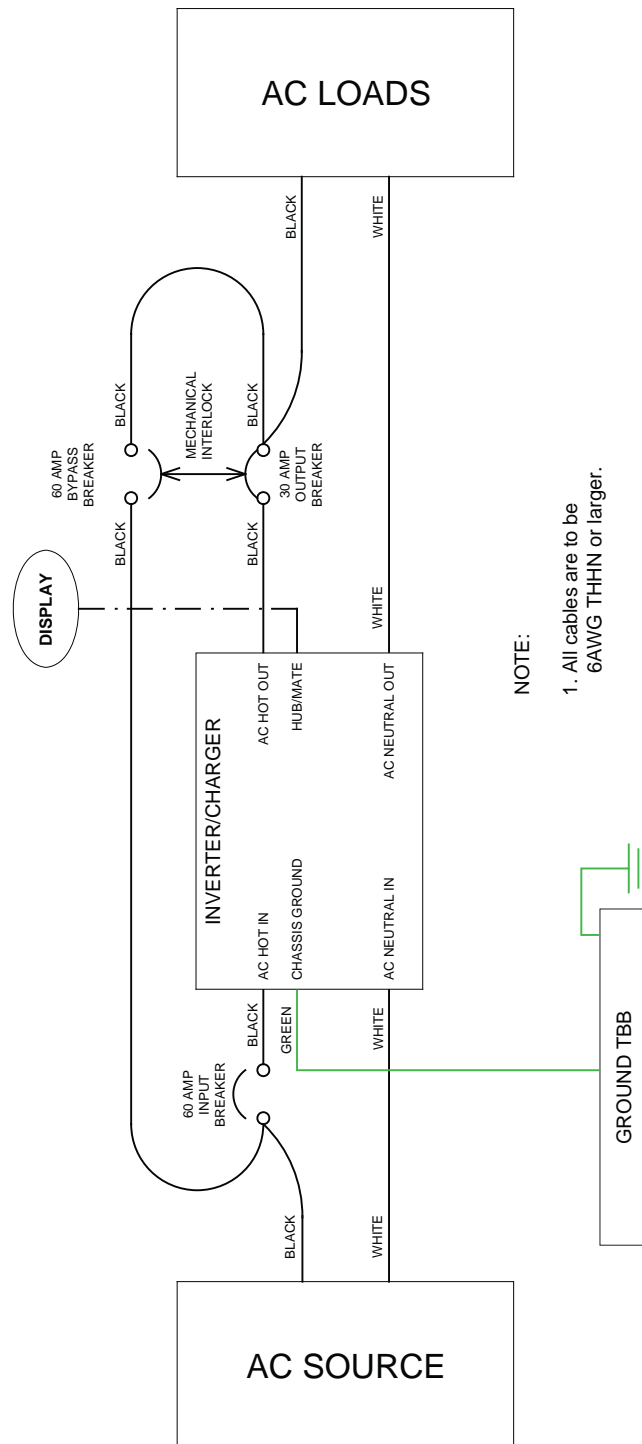 AC LOADS
BLACK
WHITE
BLACK
MECHANICAL
INTERLOCK
BLACK
60 AMP
BYPASS
BREAKER
30 AMP
OUTPUT
BREAKER
BLACK
BLACK
DISPLAY
WHITE
INVERTER/CHARGER
AC HOT OUT
HUB/MATE
AC NEUTRAL OUT
AC HOT IN
CHASSIS GROUND
AC NEUTRAL IN
NOTE:
1. All cables are to be
6AWG THHN or larger.
BLACK
GREEN
WHITE
60 AMP
INPUT
BREAKER
GROUND TBB
BLACK
WHITE
AC SOURCE